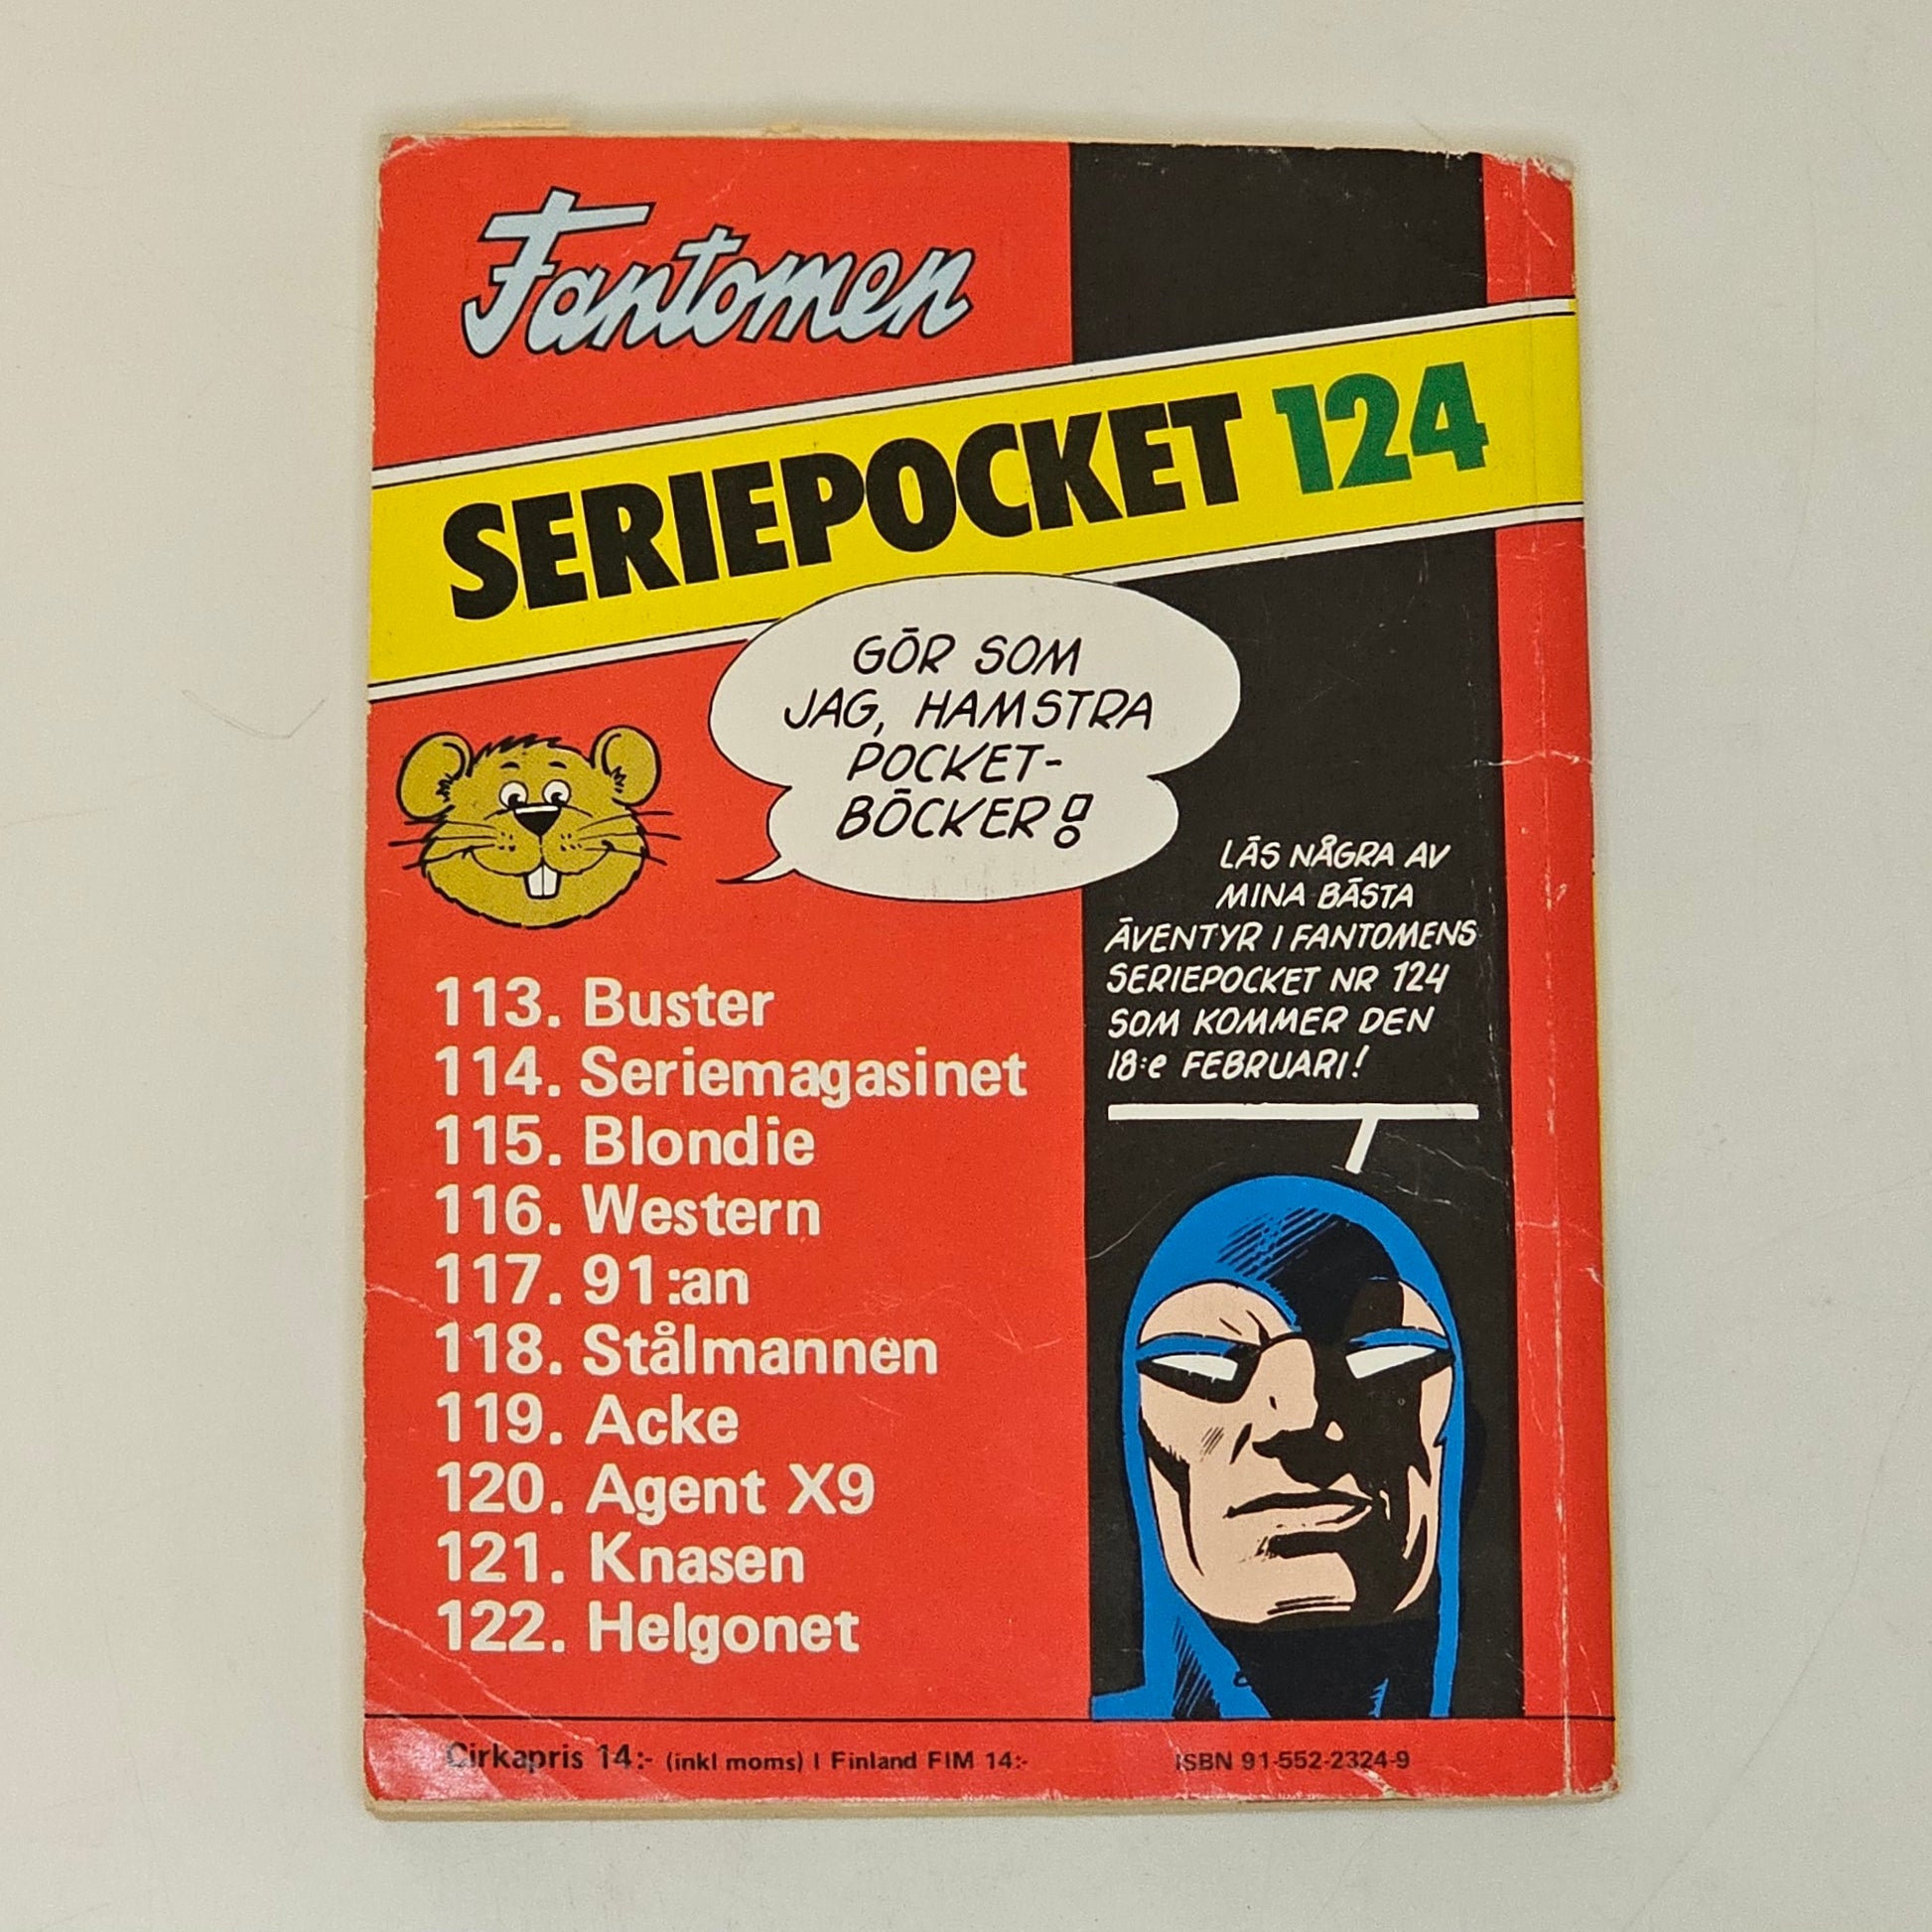 Fantomen
SERIEPOCKET 124
GÖR SOM
JAG, HAMSTRA
POCKET-
BÖCKER!
LÄS NÅGRA AV
MINA BÄSTA
ÄVENTYR I FANTOMENS
SERIEPOCKET NR 124
SOM KOMMER DEN
18:e FEBRUARI!
113. Buster
114. Seriemagasinet
115. Blondie
116. Western
117. 91:an
118. Stålmannen
119. Acke
120. Agent X9
121. Knasen
122. Helgonet
Cirkapris 14:- (inkl moms) I Finland FIM 14:-
ISBN 91-552-2324-9